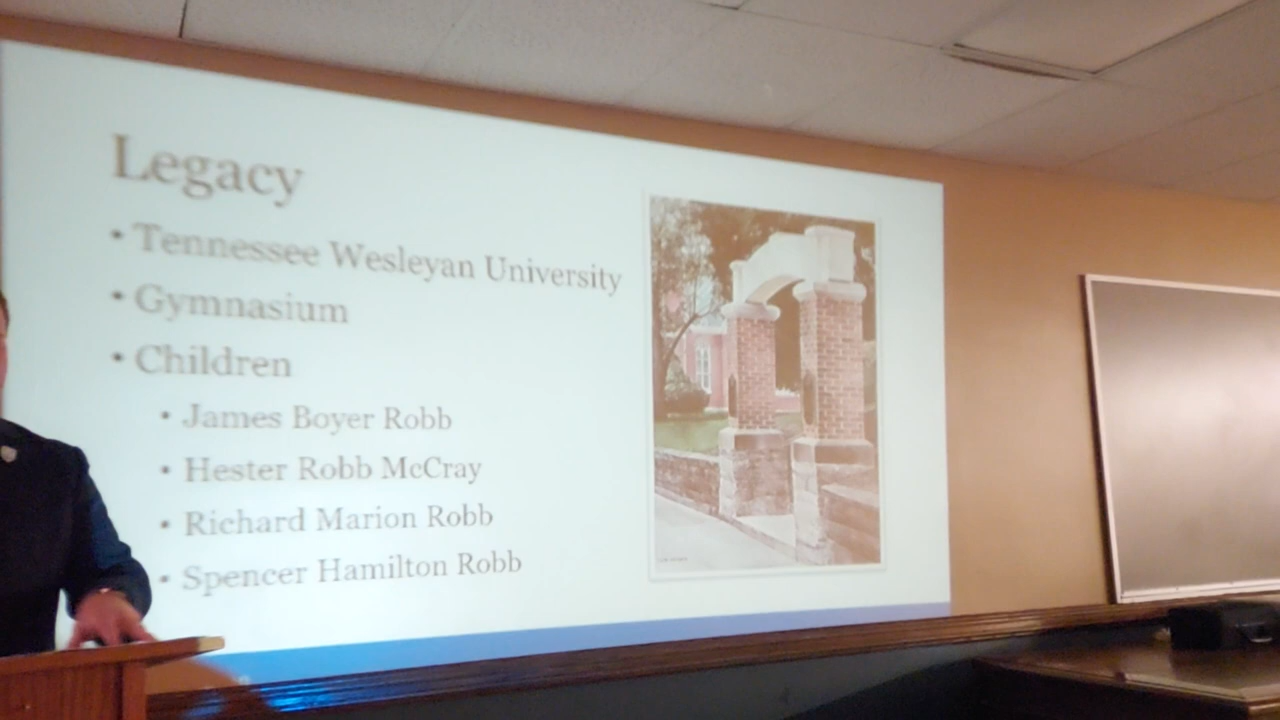 Legacy
• Tennessee Wesleyan University
• Gymnasium
• Children
• James Boyer Robb
• Hester Robb McCray
• Richard Marion Robb
• Spencer Hamilton Robb